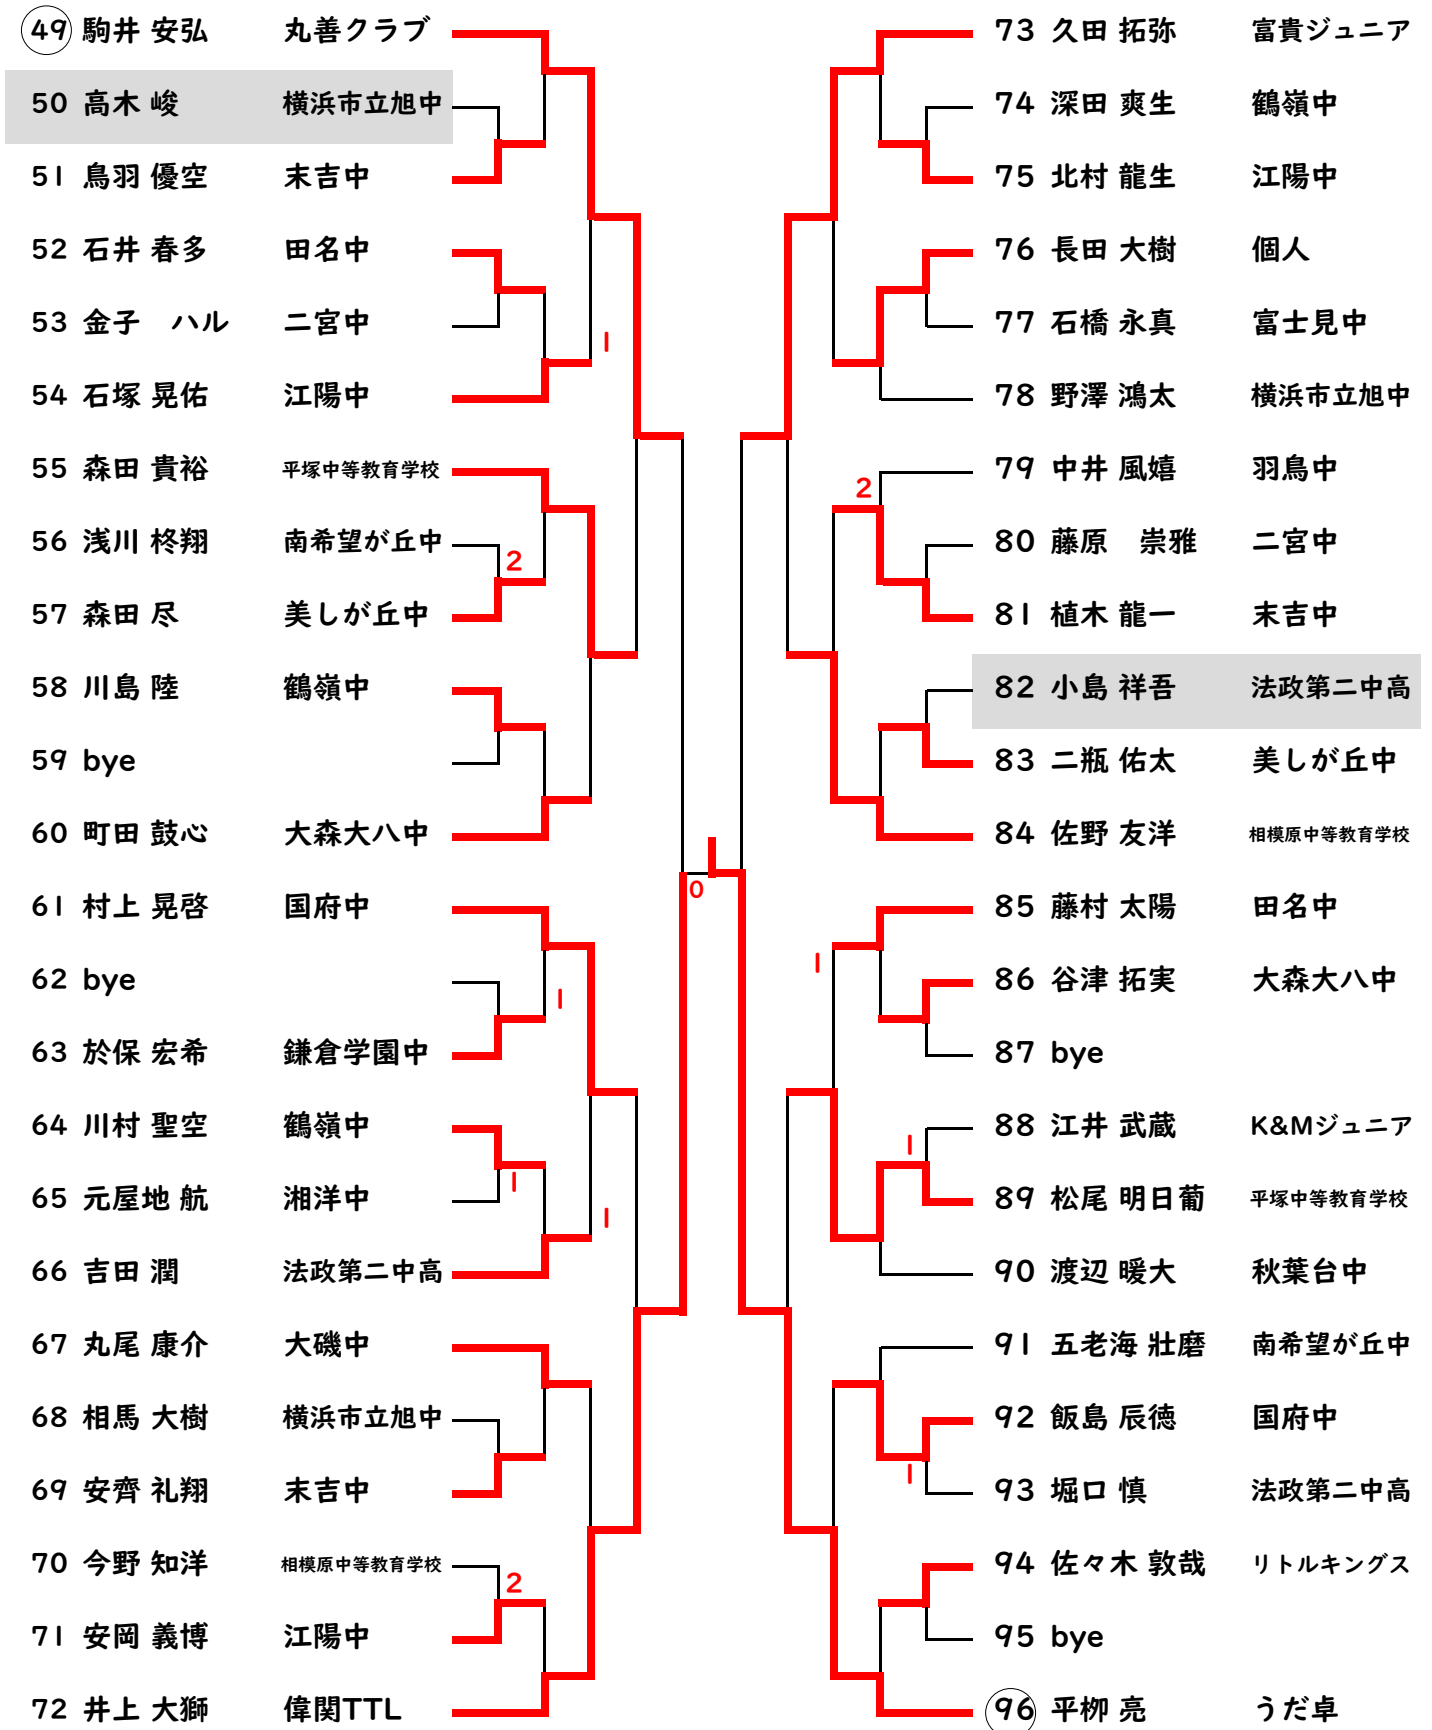 49 駒井 安弘 丸善クラブ
50 高木 峻 横浜市立旭中
51 鳥羽 優空 末吉中
52 石井 春多 田名中
53 金子　ハル 二宮中
1
54 石塚 晃佑 江陽中
55 森田 貴裕 平塚中等教育学校
56 浅川 柊翔 南希望が丘中
2
57 森田 尽 美しが丘中
58 川島 陸 鶴嶺中
59 bye
60 町田 鼓心 大森大八中
0
61 村上 晃啓 国府中
62 bye
1
63 於保 宏希 鎌倉学園中
64 川村 聖空 鶴嶺中
1
65 元屋地 航 湘洋中
1
66 吉田 潤 法政第二中高
67 丸尾 康介 大磯中
68 相馬 大樹 横浜市立旭中
69 安齊 礼翔 末吉中
70 今野 知洋 相模原中等教育学校
2
71 安岡 義博 江陽中
72 井上 大獅 偉関TTL
73 久田 拓弥 富貴ジュニア
74 深田 爽生 鶴嶺中
75 北村 龍生 江陽中
76 長田 大樹 個人
77 石橋 永真 富士見中
78 野澤 鴻太 横浜市立旭中
79 中井 風嬉 羽鳥中
2
80 藤原　崇雅 二宮中
81 植木 龍一 末吉中
82 小島 祥吾 法政第二中高
83 二瓶 佑太 美しが丘中
84 佐野 友洋 相模原中等教育学校
85 藤村 太陽 田名中
1
86 谷津 拓実 大森大八中
87 bye
88 江井 武蔵 K&Mジュニア
1
89 松尾 明日葡 平塚中等教育学校
90 渡辺 暖大 秋葉台中
91 五老海 壯磨 南希望が丘中
92 飯島 辰徳 国府中
1
93 堀口 慎 法政第二中高
94 佐々木 敦哉 リトルキングス
95 bye
96 平栁 亮 うだ卓